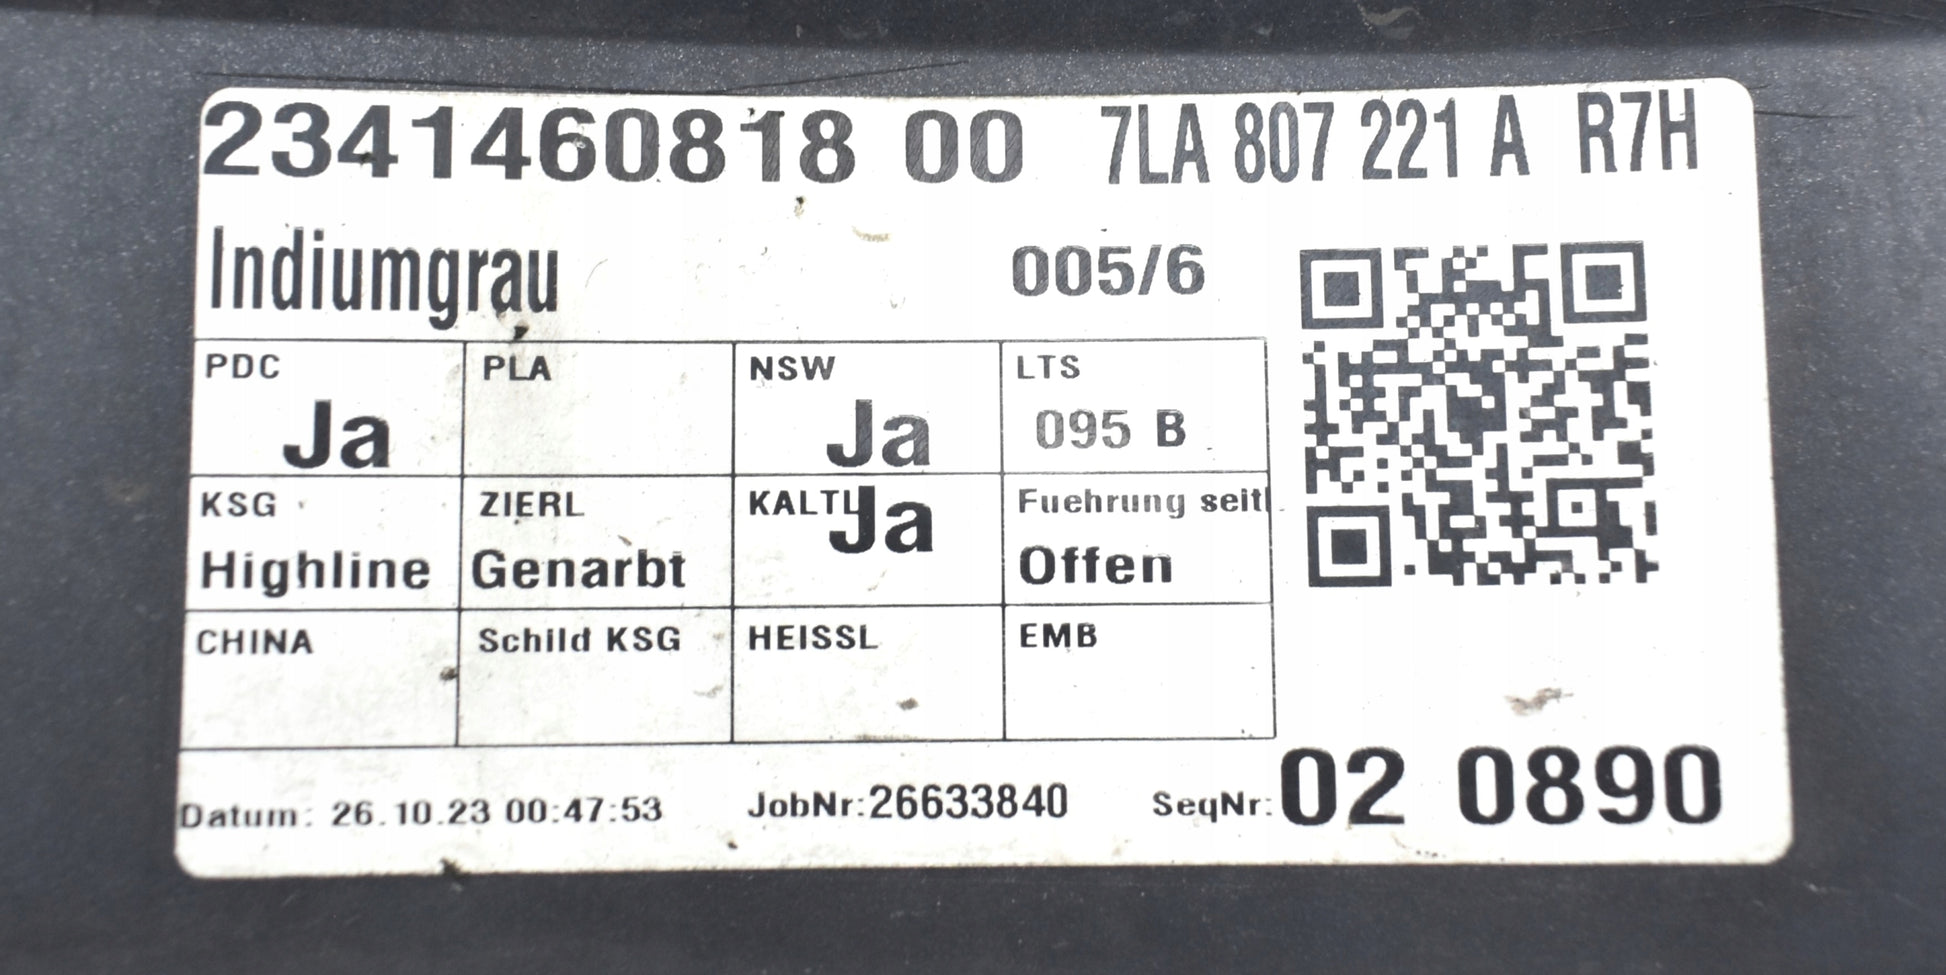 2341460818 00 7LA 807 221 A R7H
Indiumgrau 005/6
PDC PLA NSW LTS
Ja Ja 095 B
KSG ZIERL KALTL Fuehrung seitl
Highline Genarbt Ja Offen
CHINA Schild KSG HEISSL EMB
Datum: 26.10.23 00:47:53 JobNr:26633840 SeqNr:02 0890